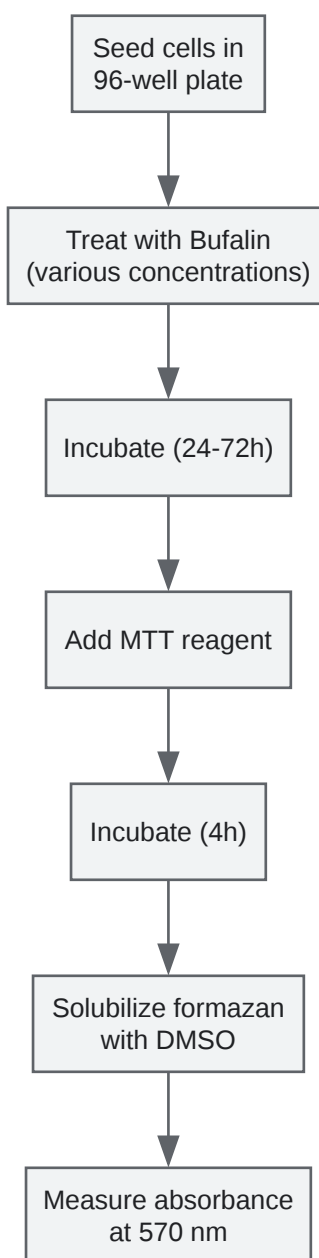 Seed cells in
96-well plate
Treat with Bufalin
(various concentrations)
Incubate (24-72h)
Add MTT reagent
Incubate (4h)
Solubilize formazan
with DMSO
Measure absorbance
at 570 nm